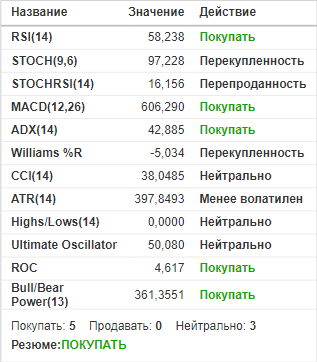 Название Значение Действие
RSI(14) 58,238 Покупать
STOCH(9,6) 97,228 Перекупленность
STOCHRSI(14) 16,156 Перепроданность
MACD(12,26) 606,290 Покупать
ADX(14) 42,885 Покупать
Williams %R -5,034 Перекупленность
CCI(14) 38,0485 Нейтрально
ATR(14) 397,8493 Менее волатилен
Highs/Lows(14) 0,0000 Нейтрально
Ultimate Oscillator 50,080 Нейтрально
ROC 4,617 Покупать
Bull/Bear
Power(13) 361,3551 Покупать
Покупать: 5 Продавать: 0 Нейтрально: 3
Резюме:ПОКУПАТЬ